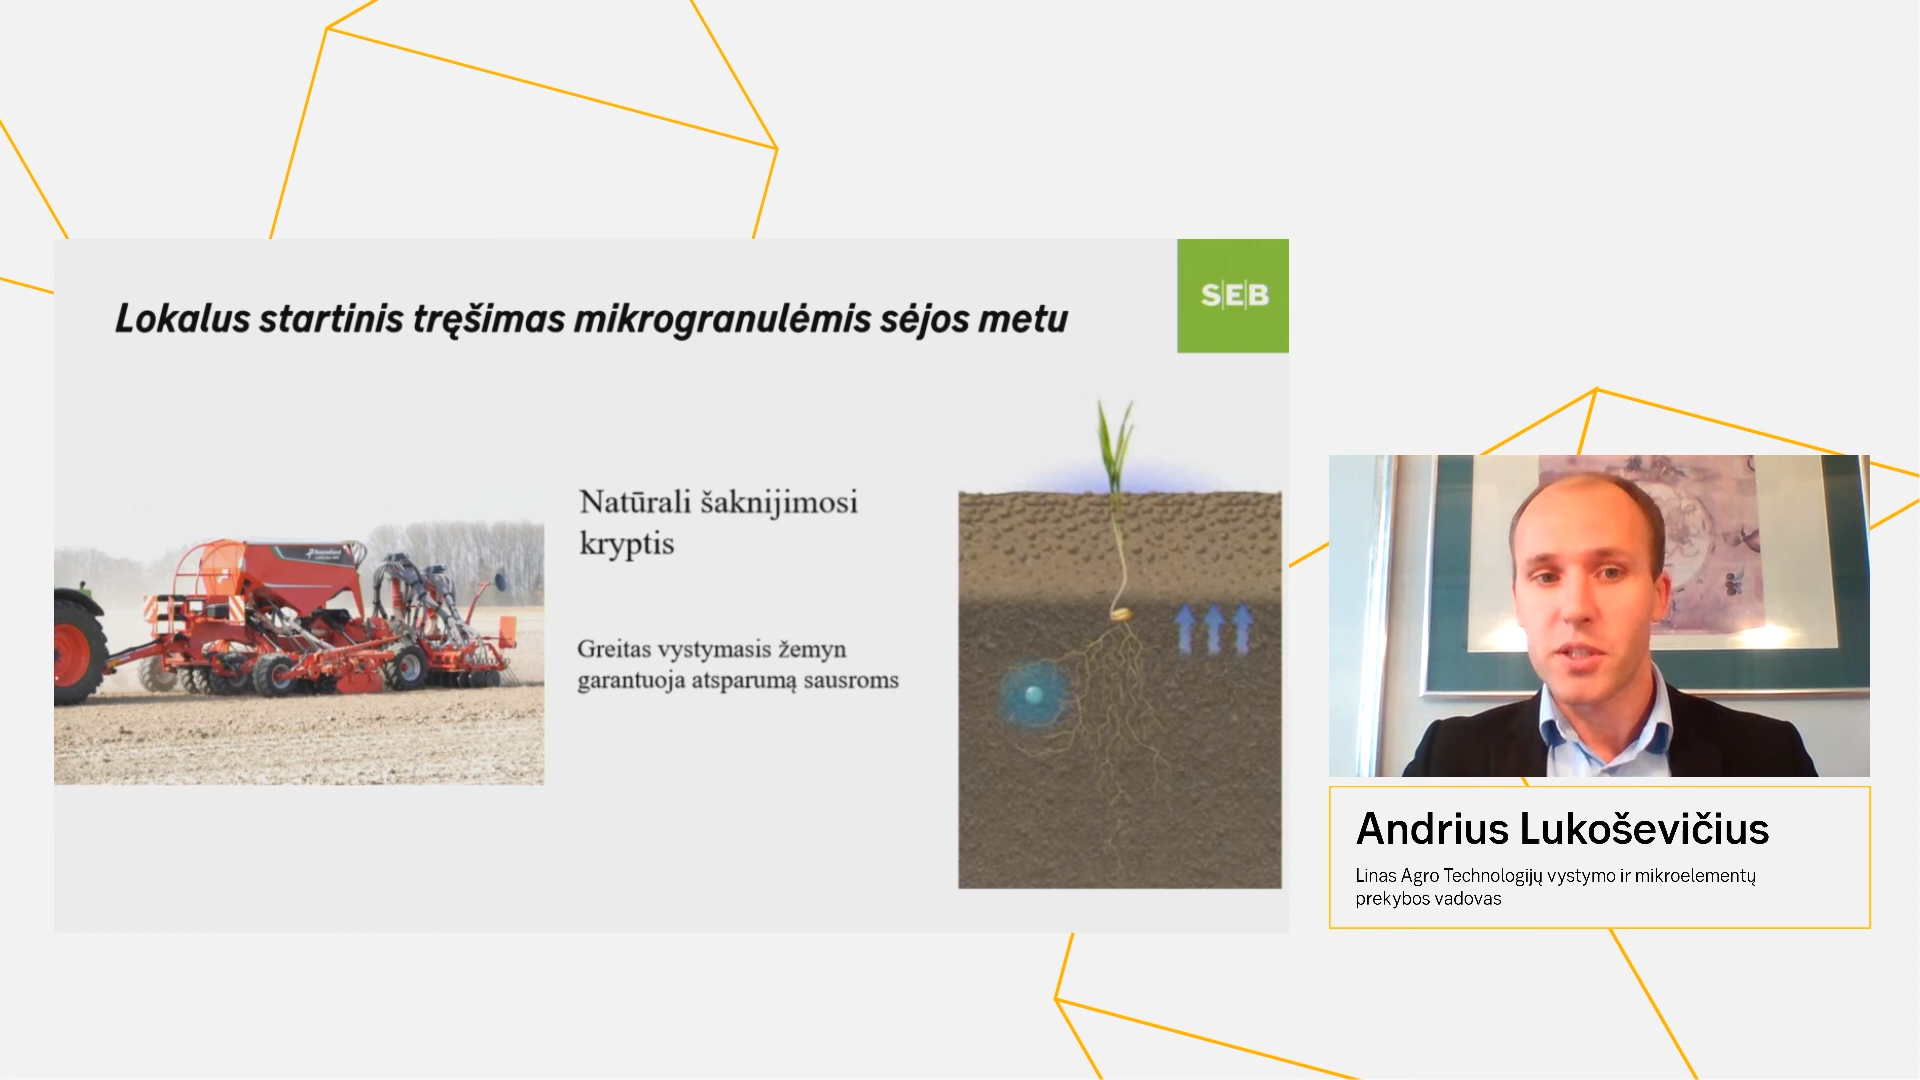 Lokalus startinis tręšimas mikrogranulėmis sėjos metu
SEB
Natūrali šaknijimosi
kryptis
Greitas vystymasis žemyn
garantuoja atsparumą sausroms
Andrius Lukoševičius
Linas Agro Technologijų vystymo ir mikroelementų
prekybos vadovas